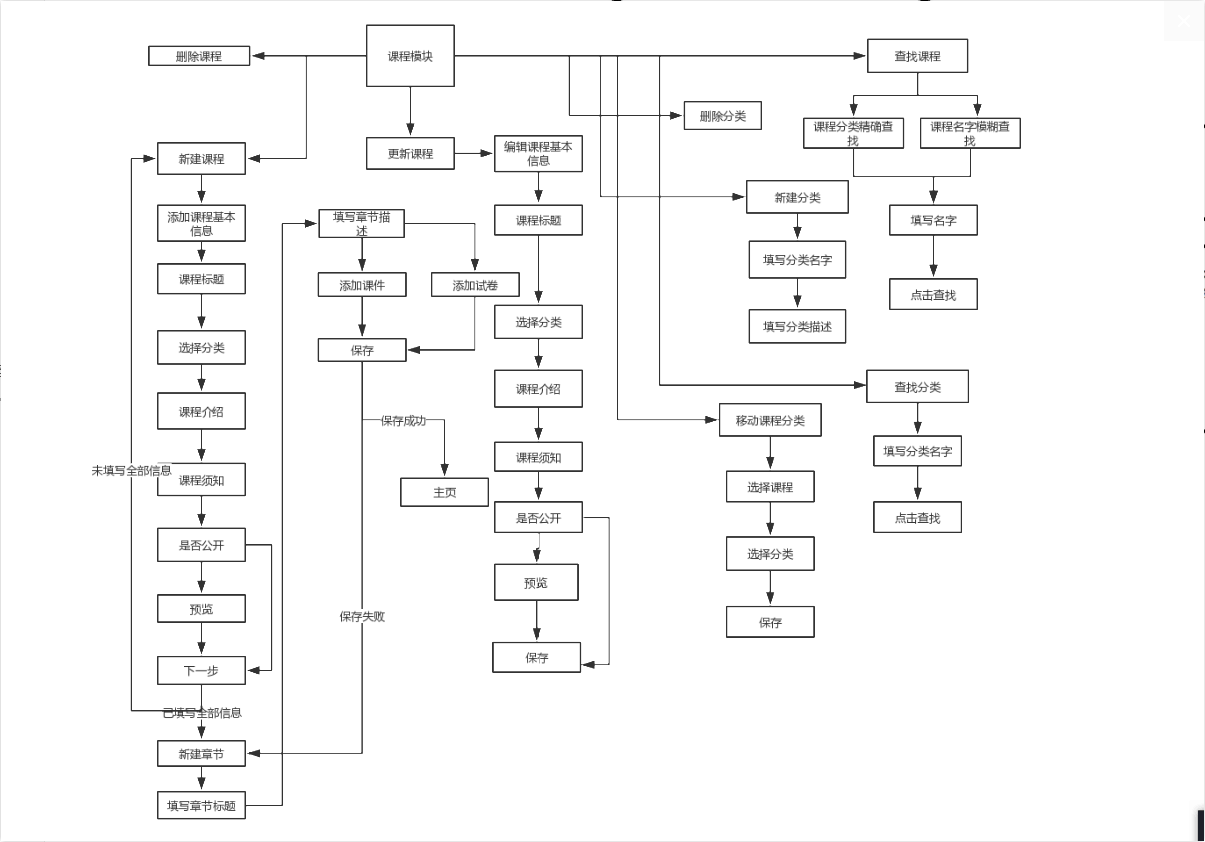 删除课程
课程模块
查找课程
删除分类
课程分类精确查
找
课程名字模糊查
找
更新课程
编辑课程基本
信息
新建课程
新建分类
添加课程基本
信息
填写章节描
述
课程标题
填写名字
填写分类名字
课程标题
添加课件
添加试卷
点击查找
选择分类
填写分类描述
选择分类
保存
课程介绍
查找分类
课程介绍
保存成功
移动课程分类
填写分类名字
课程须知
未填写全部信息
课程须知
主页
选择课程
是否公开
点击查找
是否公开
选择分类
预览
预览
保存失败
保存
保存
下一步
已填写全部信息
新建章节
填写章节标题